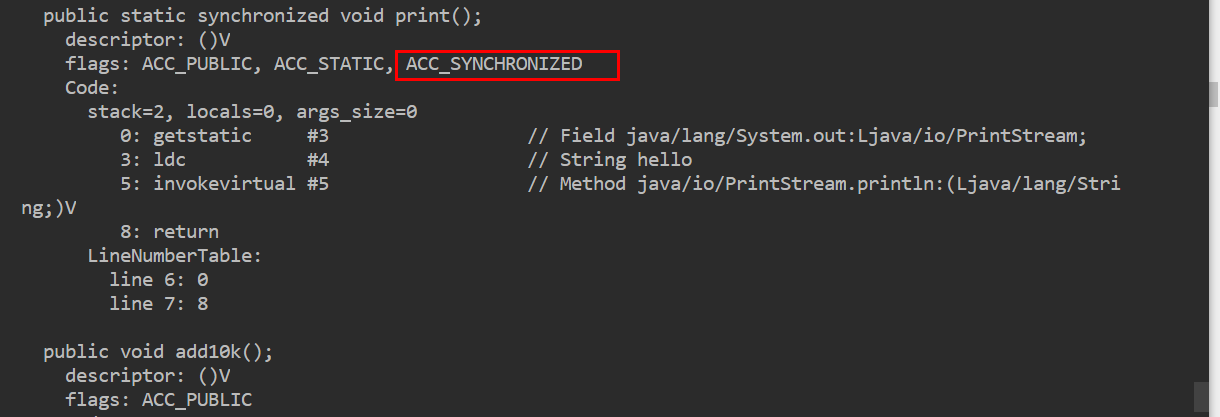 public static synchronized void print();
descriptor: ()V
flags: ACC_PUBLIC, ACC_STATIC, ACC_SYNCHRONIZED
Code:
stack=2, locals=0, args_size=0
0: getstatic #3 // Field java/lang/System.out:Ljava/io/PrintStream;
3: ldc #4 // String hello
5: invokevirtual #5 // Method java/io/PrintStream.println:(Ljava/lang/Stri
ng;)V
8: return
LineNumberTable:
line 6: 0
line 7: 8
public void add10k();
descriptor: ()V
flags: ACC_PUBLIC